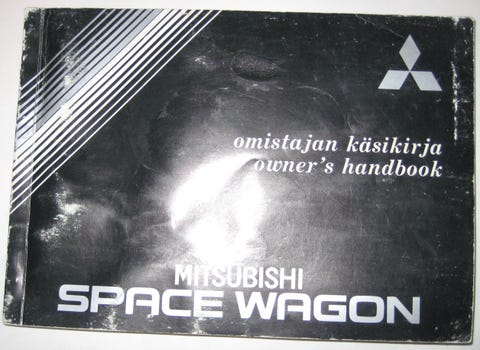 omistajan käsikirja
owner's handbook
MITSUBISHI
SPACE WAGON